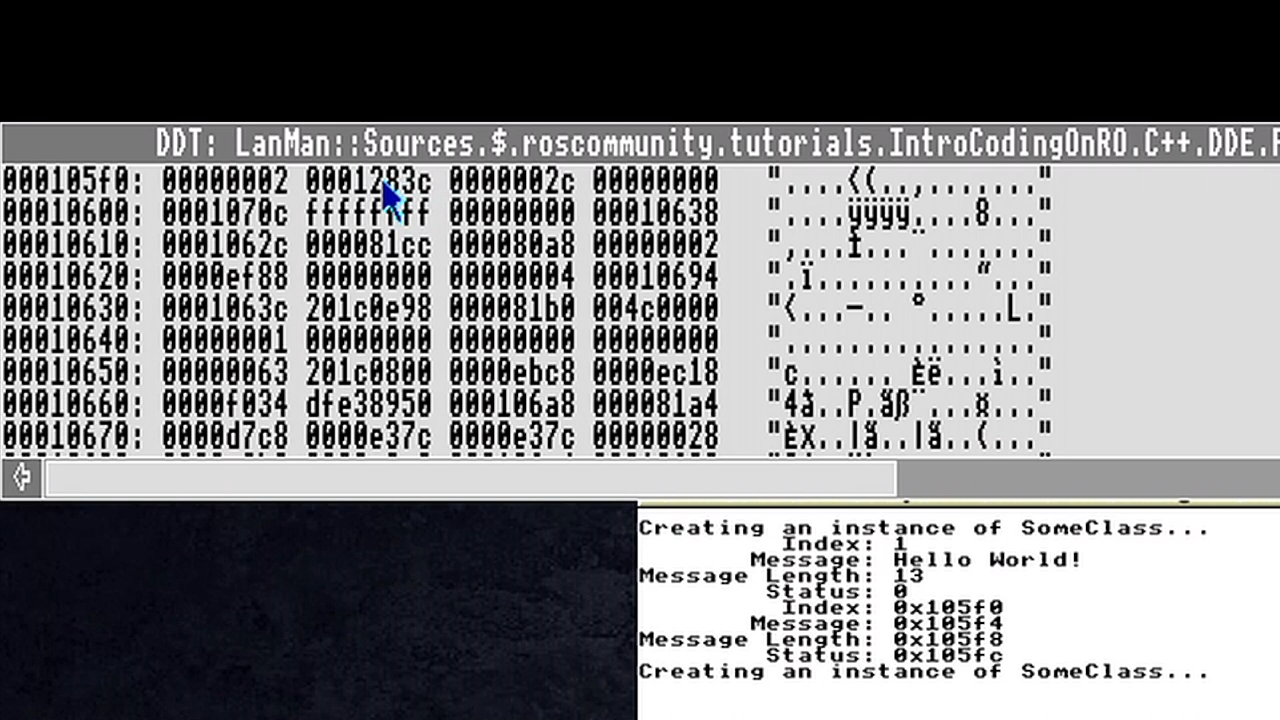 DDT: LanMan::Sources.$.roscommunity.tutorials.IntroCodingOnRO.C++.DDE.
000105f0: 00000002 0001283c 0000002c 00000000 "....<(..,......."
00010600: 0001070c ffffffff 00000000 00010638 "....ÿÿÿÿ....8..."
00010610: 0001062c 000081cc 000080a8 00000002
00010620: 0000ef88 00000000 00000004 00010694
00010630: 0001063c 201c0e98 000081b0 004c0000
00010640: 00000001 00000000 00000000 00000000 "................"
00010650: 00000063 201c0800 0000ebc8 0000ec18
00010660: 0000f034 dfe38950 000106a8 000081a4
00010670: 0000d7c8 0000e37c 0000e37c 00000028
Creating an instance of SomeClass...
Index: 1
Message: Hello World!
Message Length: 13
Status: 0
Index: 0x105f0
Message: 0x105f4
Message Length: 0x105f8
Status: 0x105fc
Creating an instance of SomeClass...